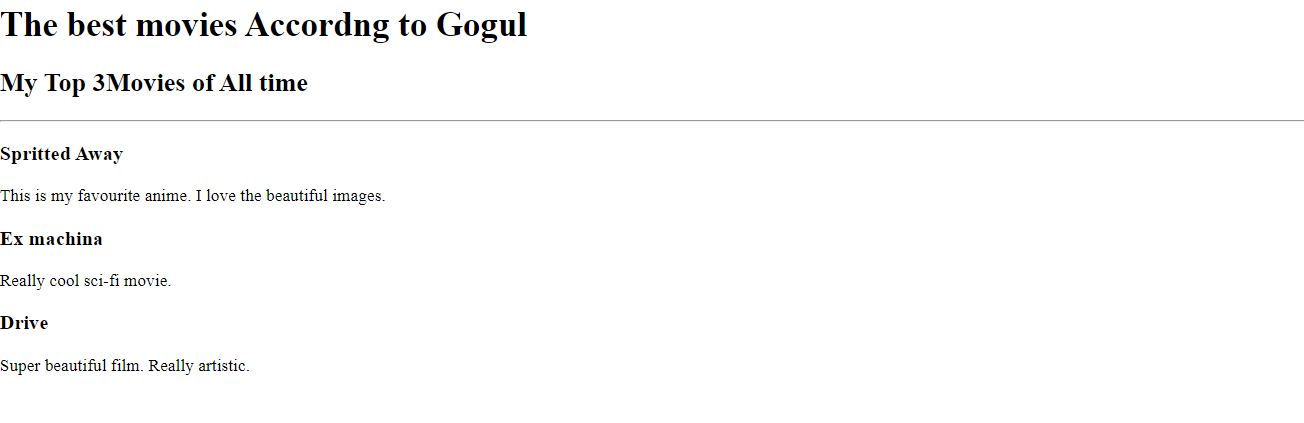 The best movies Accordng to Gogul
My Top 3Movies of All time
Spritted Away
This is my favourite anime. I love the beautiful images.
Ex machina
Really cool sci-fi movie.
Drive
Super beautiful film. Really artistic.